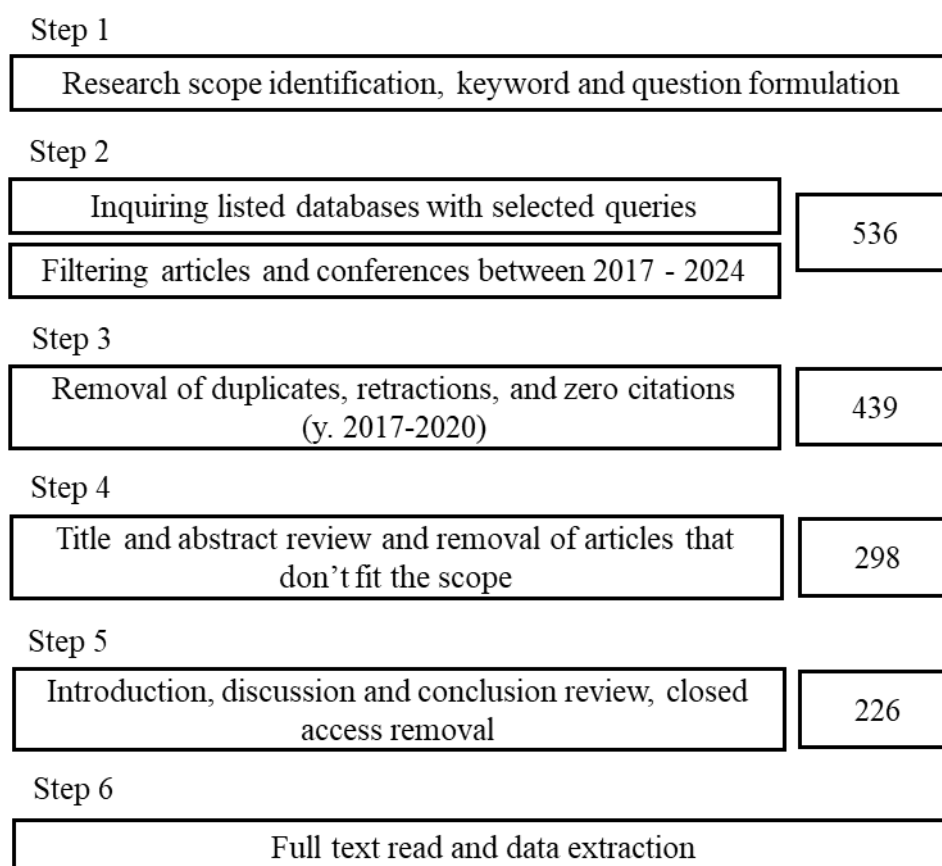 Step 1
Research scope identification, keyword and question formulation
Step 2
Inquiring listed databases with selected queries
Filtering articles and conferences between 2017 - 2024
536
Step 3
Removal of duplicates, retractions, and zero citations
(y. 2017-2020)
439
Step 4
Title and abstract review and removal of articles that
don’t fit the scope
298
Step 5
Introduction, discussion and conclusion review, closed
access removal
226
Step 6
Full text read and data extraction